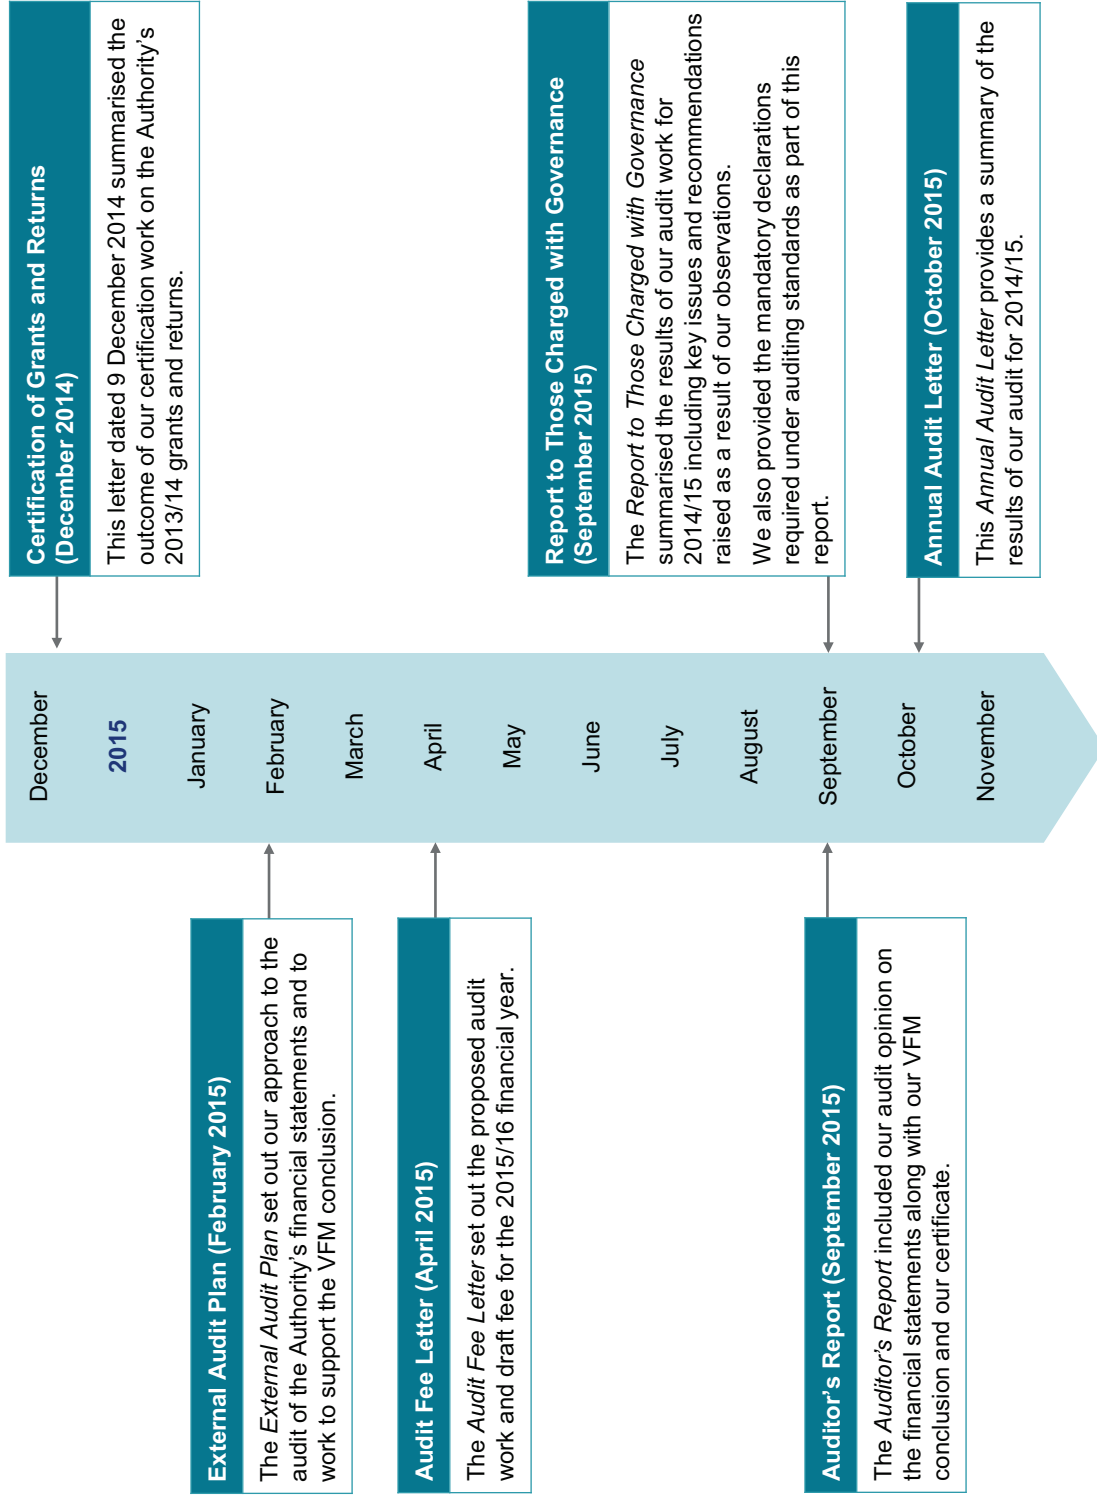 Certification of Grants and Returns
(December 2014)
This letter dated 9 December 2014 summarised the
outcome of our certification work on the Authority’s
2013/14 grants and returns.
Report to Those Charged with Governance
(September 2015)
The Report to Those Charged with Governance
summarised the results of our audit work for
2014/15 including key issues and recommendations
raised as a result of our observations.
We also provided the mandatory declarations
required under auditing standards as part of this
report.
Annual Audit Letter (October 2015)
This Annual Audit Letter provides a summary of the
results of our audit for 2014/15.
December
2015
January
February
March
April
May
June
July
August
September
October
November
External Audit Plan (February 2015)
The External Audit Plan set out our approach to the
audit of the Authority’s financial statements and to
work to support the VFM conclusion.
Audit Fee Letter (April 2015)
The Audit Fee Letter set out the proposed audit
work and draft fee for the 2015/16 financial year.
Auditor’s Report (September 2015)
The Auditor’s Report included our audit opinion on
the financial statements along with our VFM
conclusion and our certificate.